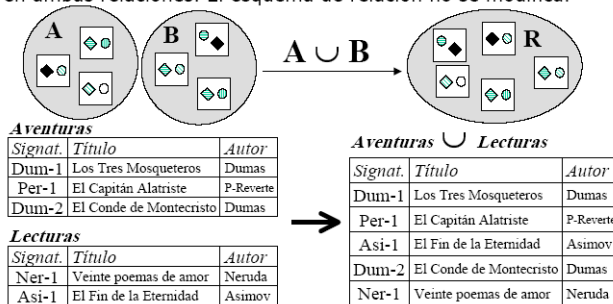 en ambas relaciones. El esquema de relación no se modifica.
A
B
A ∪ B
R
Aventuras
Signat. Título Autor
Dum-1 Los Tres Mosqueteros Dumas
Per-1 El Capitán Alatriste P-Reverte
Dum-2 El Conde de Montecristo Dumas
Lecturas
Signat. Título Autor
Ner-1 Veinte poemas de amor Neruda
Asi-1 El Fin de la Eternidad Asimov
Aventuras ∪ Lecturas
Signat. Título Autor
Dum-1 Los Tres Mosqueteros Dumas
Per-1 El Capitán Alatriste P-Reverte
Asi-1 El Fin de la Eternidad Asimov
Dum-2 El Conde de Montecristo Dumas
Ner-1 Veinte poemas de amor Neruda